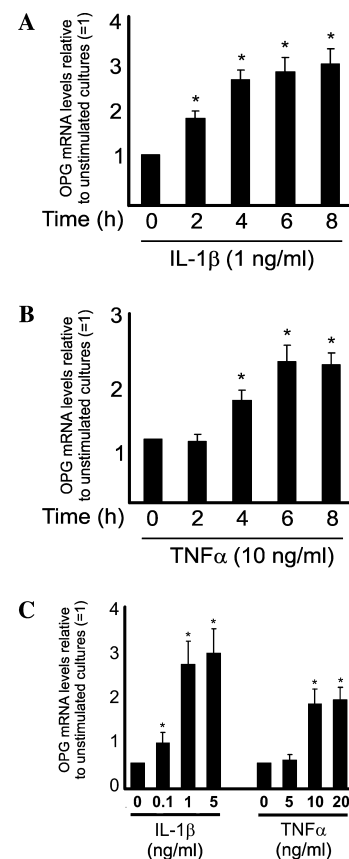 A
OPG mRNA levels relative
to unstimulated cultures (=1)
4
3
2
1
* * * *
Time (h) 0 2 4 6 8
IL-1β (1 ng/ml)
B
OPG mRNA levels relative
to unstimulated cultures (=1)
3
2
1
* * *
Time (h) 0 2 4 6 8
TNFα (10 ng/ml)
C
OPG mRNA levels relative
to unstimulated cultures (=1)
4
3
2
1
0
* * * * *
0 0.1 1 5 0 5 10 20
IL-1β TNFα
(ng/ml) (ng/ml)